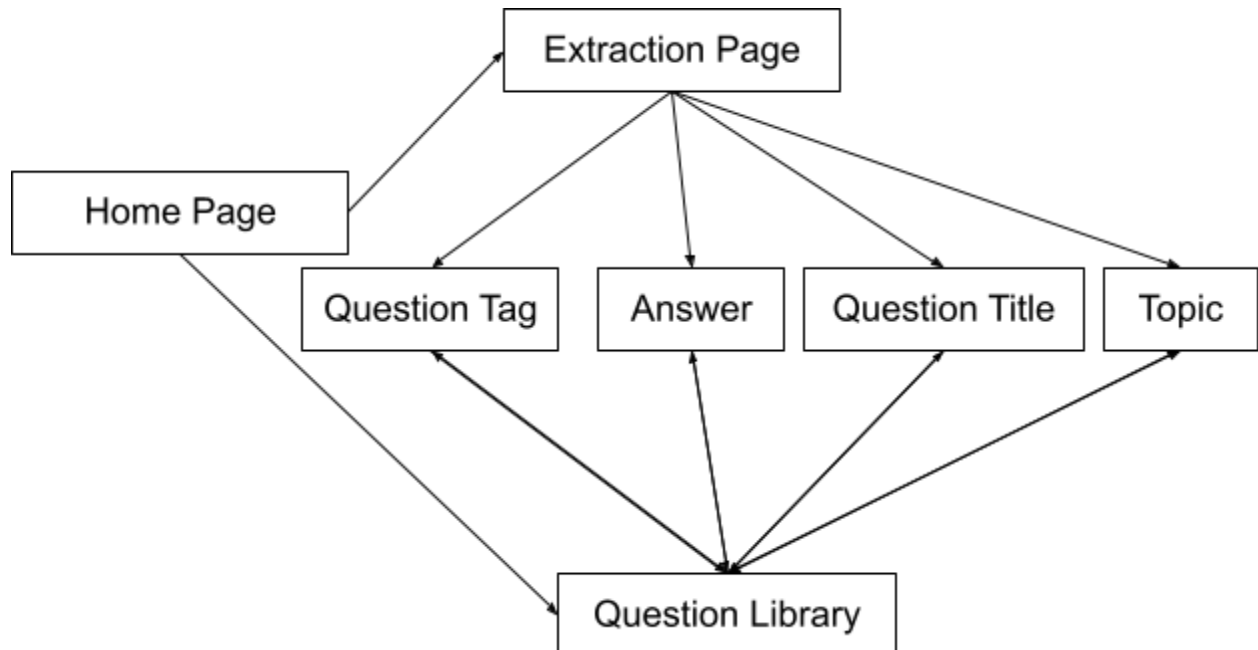 Extraction Page
Home Page
Question Tag
Answer
Question Title
Topic
Question Library